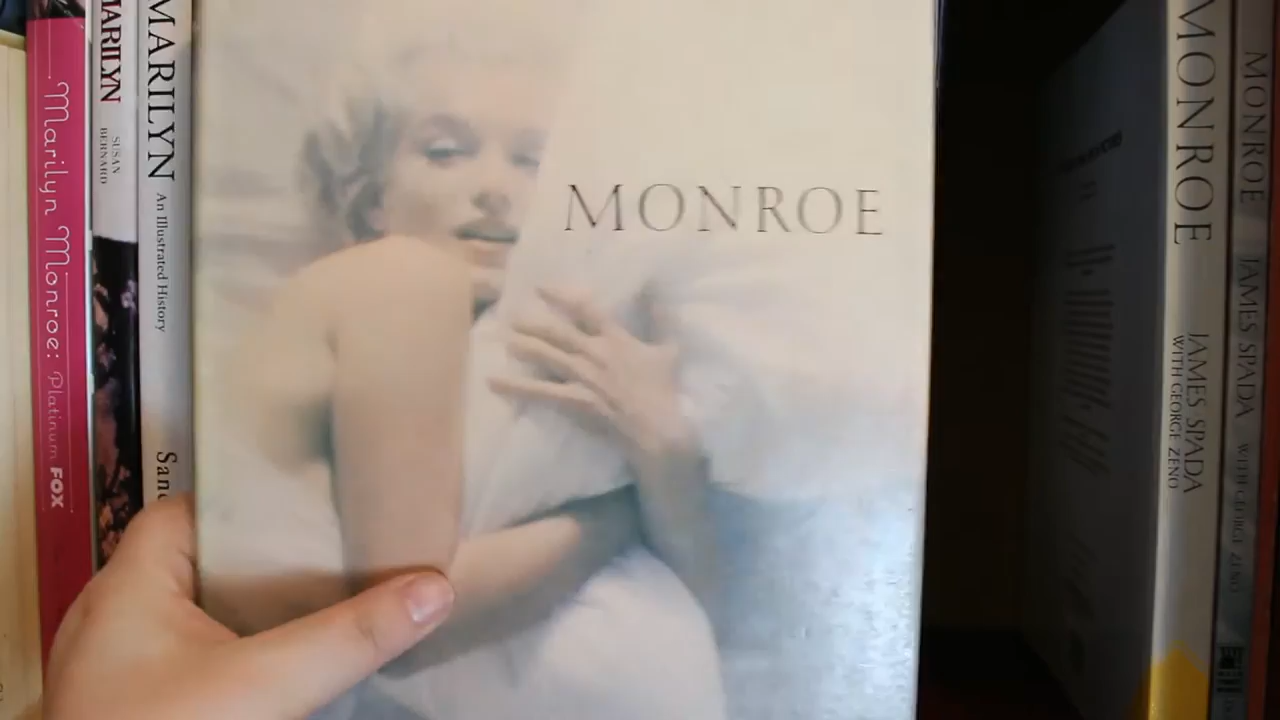 Marilyn Monroe: Platinum FOX
MARILYN
SUSAN
BERNARD
MARILYN
An Illustrated History
MONROE
MONROE
JAMES SPADA
WITH GEORGE ZENO
MONROE
JAMES SPADA
WITH GEORGE ZENO